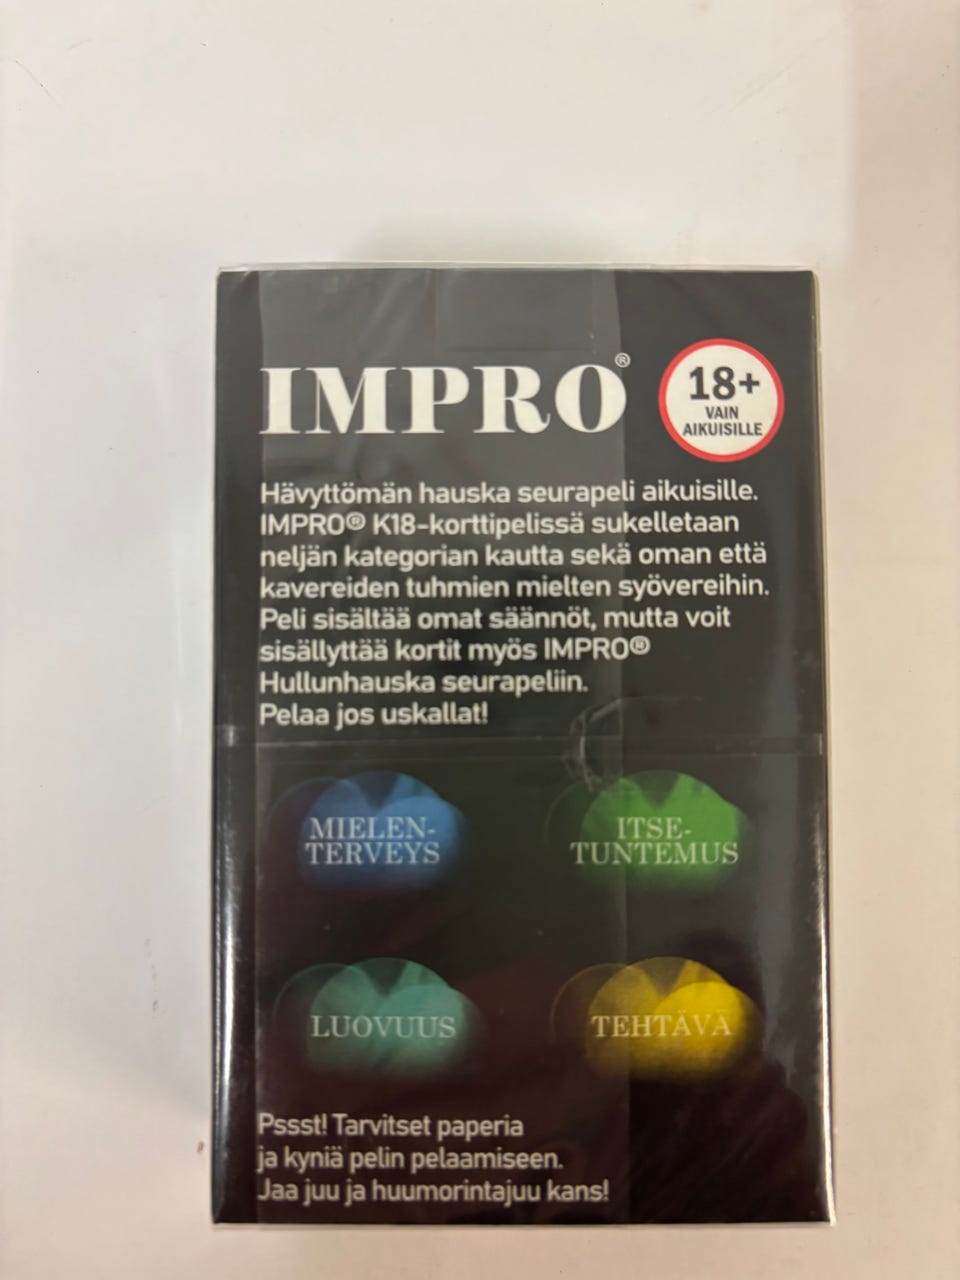 IMPRO®
18+
VAIN
AIKUISILLE
Hävyttömän hauska seurapeli aikuisille.
IMPRO® K18-korttipelissä sukelletaan
neljän kategorian kautta sekä oman että
kavereiden tuhmien mielten syövereihin.
Peli sisältää omat säännöt, mutta voit
sisällyttää kortit myös IMPRO®
Hullunhauska seurapeliin.
Pelaa jos uskallat!
MIELEN-
TERVEYS
ITSE-
TUNTEMUS
LUOVUUS
TEHTÄVÄ
Pssst! Tarvitset paperia
ja kyniä pelin pelaamiseen.
Jaa juu ja huumorintajuu kans!